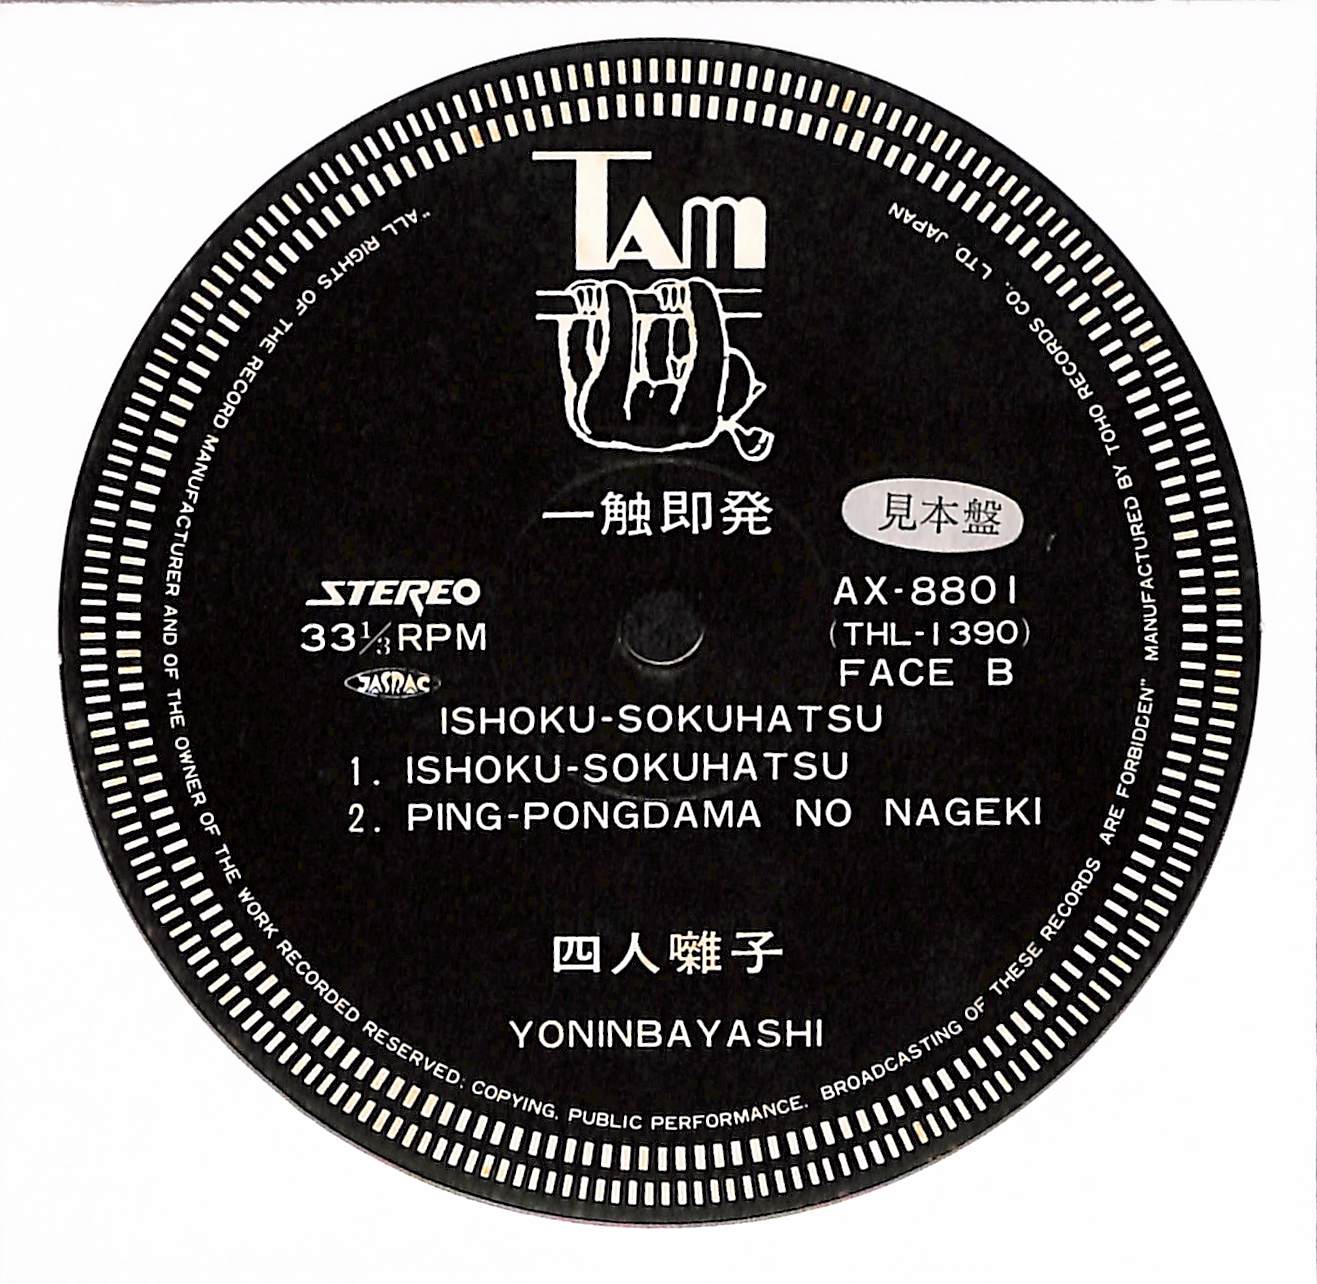 TAM
一触即発
見本盤
STEREO
33⅓RPM
JASRAC
AX-8801
(THL-1390)
FACE B
ISHOKU-SOKUHATSU
1. ISHOKU-SOKUHATSU
2. PING-PONGDAMA NO NAGEKI
四人囃子
YONINBAYASHI
"ALL RIGHTS OF THE RECORD MANUFACTURER AND OF THE OWNER OF THE WORK RECORDED RESERVED; COPYING, PUBLIC PERFORMANCE, BROADCASTING OF THESE RECORDS ARE FORBIDDEN" MANUFACTURED BY TOHO RECORDS CO., LTD. JAPAN